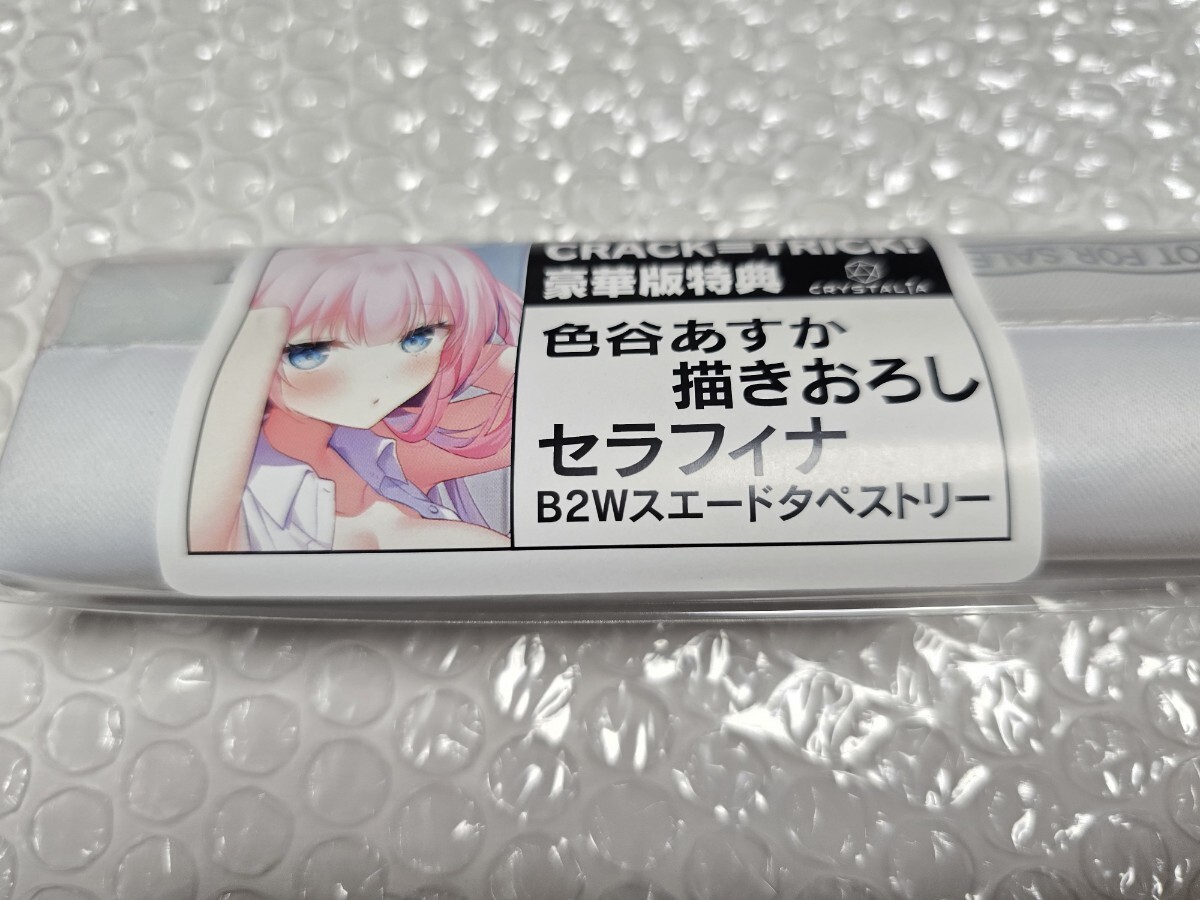 CRACK=TRICK!
豪華版特典
CRYSTALiA
NOT FOR SALE
色谷あすか
描きおろし
セラフィナ
B2Wスエードタペストリー